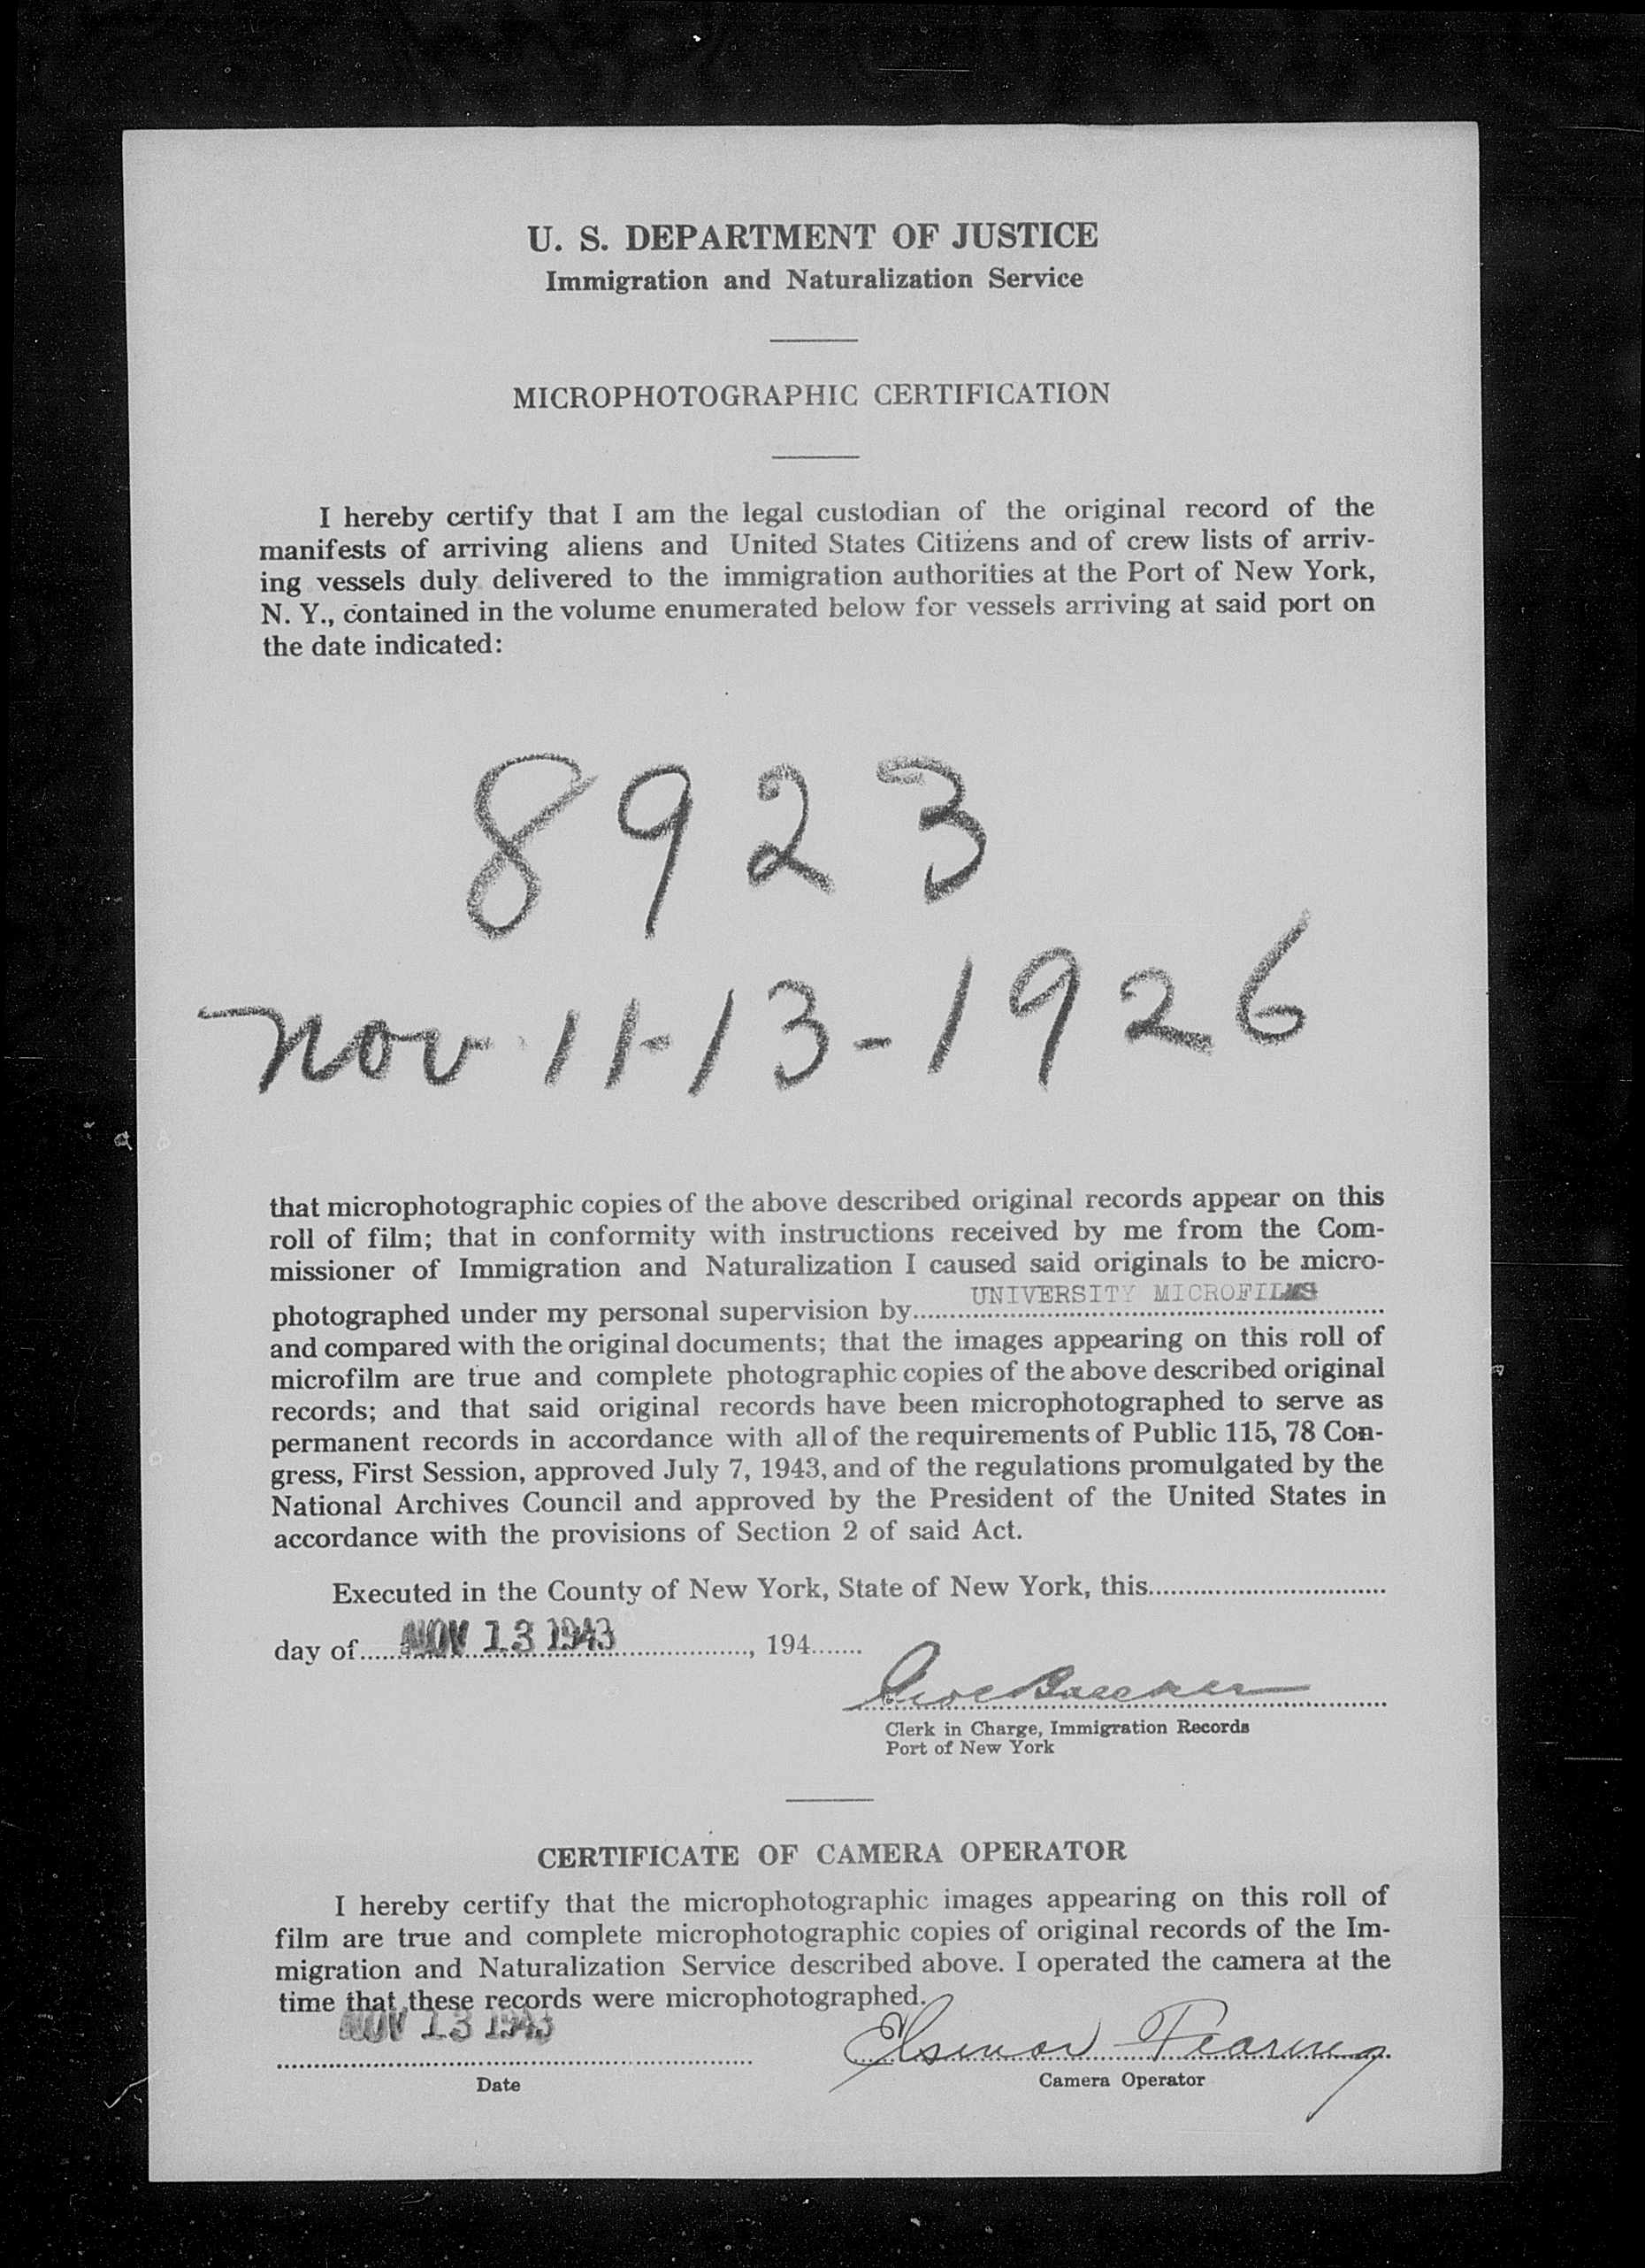 U. S. DEPARTMENT OF JUSTICE
Immigration and Naturalization Service
MICROPHOTOGRAPHIC CERTIFICATION
I hereby certify that I am the legal custodian of the original record of the
manifests of arriving aliens and United States Citizens and of crew lists of arriv-
ing vessels duly delivered to the immigration authorities at the Port of New York,
N. Y., contained in the volume enumerated below for vessels arriving at said port on
the date indicated:
8923
Nov 11-13-1926
that microphotographic copies of the above described original records appear on this
roll of film; that in conformity with instructions received by me from the Com-
missioner of Immigration and Naturalization I caused said originals to be micro-
photographed under my personal supervision by UNIVERSITY MICROFILMS
and compared with the original documents; that the images appearing on this roll of
microfilm are true and complete photographic copies of the above described original
records; and that said original records have been microphotographed to serve as
permanent records in accordance with all of the requirements of Public 115, 78 Con-
gress, First Session, approved July 7, 1943, and of the regulations promulgated by the
National Archives Council and approved by the President of the United States in
accordance with the provisions of Section 2 of said Act.
Executed in the County of New York, State of New York, this
day of NOV 13 1943, 194
Clerk in Charge, Immigration Records
Port of New York
CERTIFICATE OF CAMERA OPERATOR
I hereby certify that the microphotographic images appearing on this roll of
film are true and complete microphotographic copies of original records of the Im-
migration and Naturalization Service described above. I operated the camera at the
time that these records were microphotographed.
NOV 13 1943 Fearing
Date Camera Operator